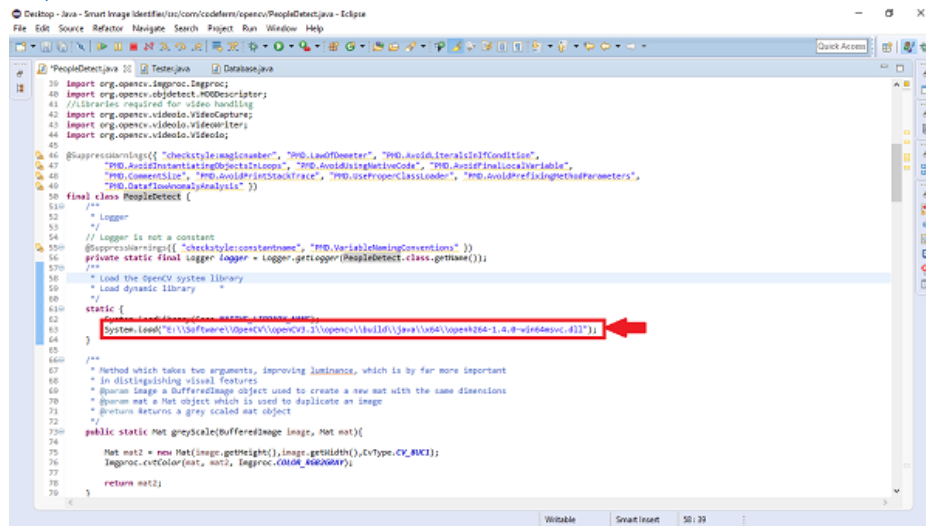 Desktop - Java - Smart Image Identifier/src/com/codeferm/opencv/PeopleDetect.java - Eclipse
File Edit Source Refactor Navigate Search Project Run Window Help
Quick Access
*PeopleDetect.java Tester.java Database.java
39 import org.opencv.imgproc.Imgproc;
40 import org.opencv.objdetect.HOGDescriptor;
41 //Libraries required for video handling
42 import org.opencv.videoio.VideoCapture;
43 import org.opencv.videoio.VideoWriter;
44 import org.opencv.videoio.Videoio;
45
46 @SuppressWarnings({ "checkstyle:magicnumber", "PMD.LawOfDemeter", "PMD.AvoidLiteralsInIfCondition",
47 "PMD.AvoidInstantiatingObjectsInLoops", "PMD.AvoidUsingNativeCode", "PMD.AvoidFinalLocalVariable",
48 "PMD.CommentSize", "PMD.AvoidPrintStackTrace", "PMD.UseProperClassLoader", "PMD.AvoidPrefixingMethodParameters",
49 "PMD.DataflowAnomalyAnalysis" })
50 final class PeopleDetect {
51 /**
52 * Logger
53 */
54 // Logger is not a constant
55 @SuppressWarnings({ "checkstyle:constantname", "PMD.VariableNamingConventions" })
56 private static final Logger logger = Logger.getLogger(PeopleDetect.class.getName());
57 /**
58 * Load the OpenCV system library
59 * Load dynamic library *
60 */
61 static {
62 System.loadLibrary(Core.NATIVE_LIBRARY_NAME);
63 System.load("E:\\Software\\OpenCV\\openCV3.1\\opencv\\build\\java\\x64\\openh264-1.4.0-win64msvc.dll");
64 }
65
66 /**
67 * Method which takes two arguments, improving luminance, which is by far more important
68 * in distinguishing visual features
69 * @param image a BufferedImage object used to create a new mat with the same dimensions
70 * @param mat a Mat object which is used to duplicate an image
71 * @return Returns a grey scaled mat object
72 */
73 public static Mat greyScale(BufferedImage image, Mat mat){
74
75 Mat mat2 = new Mat(image.getHeight(),image.getWidth(),CvType.CV_8UC1);
76 Imgproc.cvtColor(mat, mat2, Imgproc.COLOR_RGB2GRAY);
77
78 return mat2;
79 }
Writable Smart Insert 58 : 39